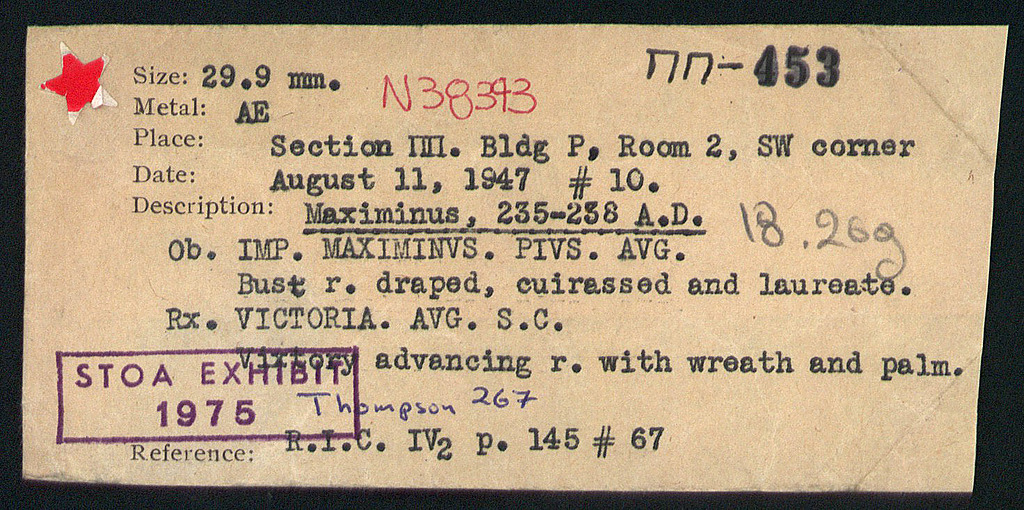 Size: 29.9 mm. N38393 ΠΠ-453
Metal: AE
Place: Section IIII. Bldg P, Room 2, SW corner
Date: August 11, 1947 # 10.
Description: Maximinus, 235-238 A.D. 18.26g
Ob. IMP. MAXIMINVS. PIVS. AVG.
Bust r. draped, cuirassed and laureate.
Rx. VICTORIA. AVG. S.C.
Victory advancing r. with wreath and palm.
STOA EXHIBIT
1975 Thompson 267
Reference: R.I.C. IV2 p. 145 # 67